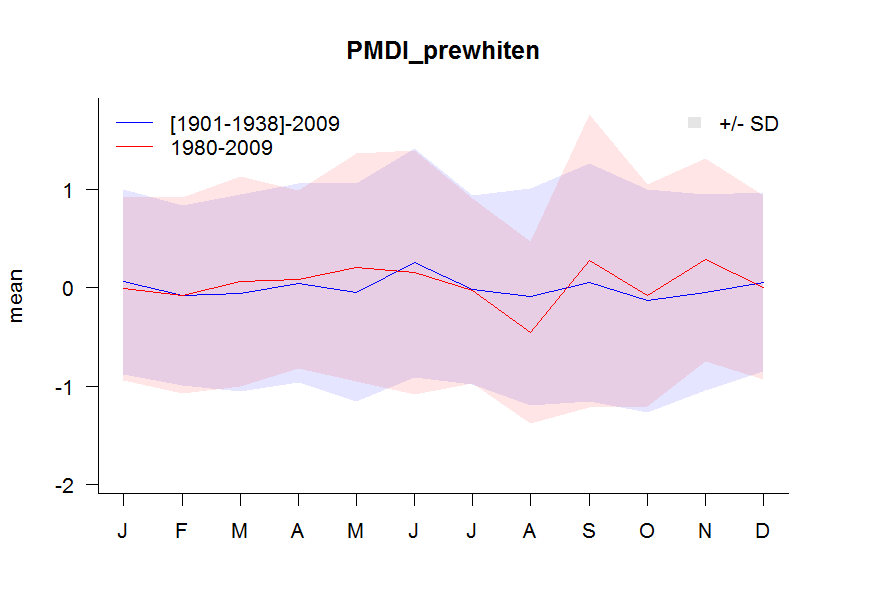 PMDI_prewhiten
[1901-1938]-2009
1980-2009
+/- SD
mean
1
0
-1
-2
J F M A M J J A S O N D